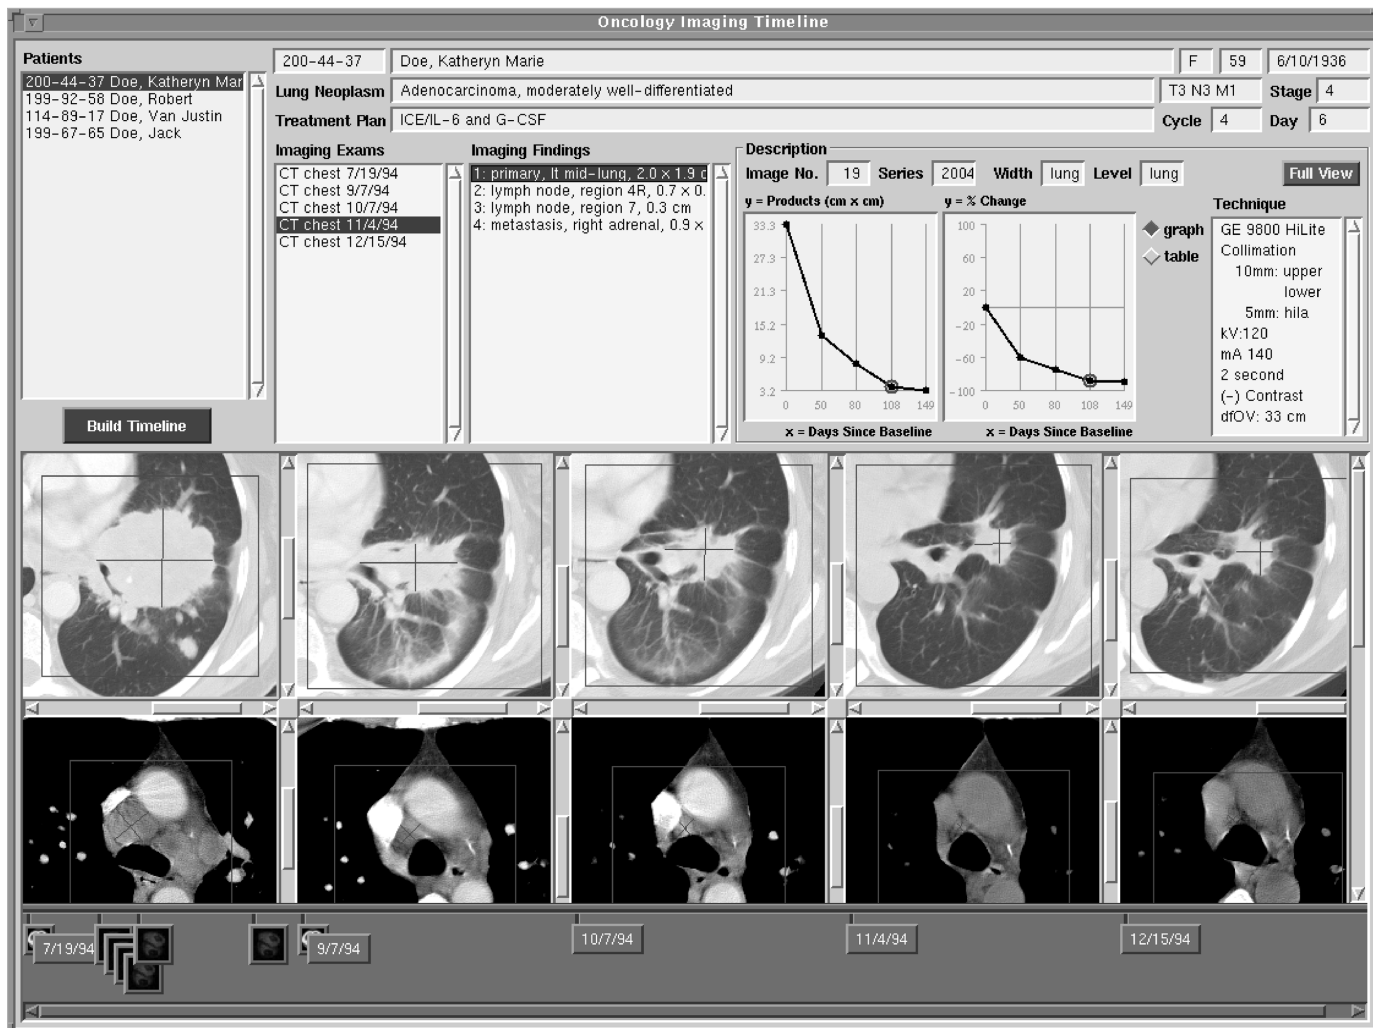 Oncology Imaging Timeline
Patients
200-44-37 Doe, Katheryn Mar
199-92-58 Doe, Robert
114-89-17 Doe, Van Justin
199-67-65 Doe, Jack
Build Timeline
200-44-37 Doe, Katheryn Marie F 59 6/10/1936
Lung Neoplasm Adenocarcinoma, moderately well-differentiated T3 N3 M1 Stage 4
Treatment Plan ICE/IL-6 and G-CSF Cycle 4 Day 6
Imaging Exams
CT chest 7/19/94
CT chest 9/7/94
CT chest 10/7/94
CT chest 11/4/94
CT chest 12/15/94
Imaging Findings
1: primary, lt mid-lung, 2.0 x 1.9 c
2: lymph node, region 4R, 0.7 x 0.
3: lymph node, region 7, 0.3 cm
4: metastasis, right adrenal, 0.9 x
Description
Image No. 19 Series 2004 Width lung Level lung Full View
y = Products (cm x cm)
33.3
27.3
21.3
15.2
9.2
3.2
0 50 80 108 149
x = Days Since Baseline
y = % Change
100
60
20
-20
-60
-100
0 50 80 108 149
x = Days Since Baseline
graph
table
Technique
GE 9800 HiLite
Collimation
10mm: upper
lower
5mm: hila
kV:120
mA 140
2 second
(-) Contrast
dfOV: 33 cm
7/19/94
9/7/94
10/7/94
11/4/94
12/15/94